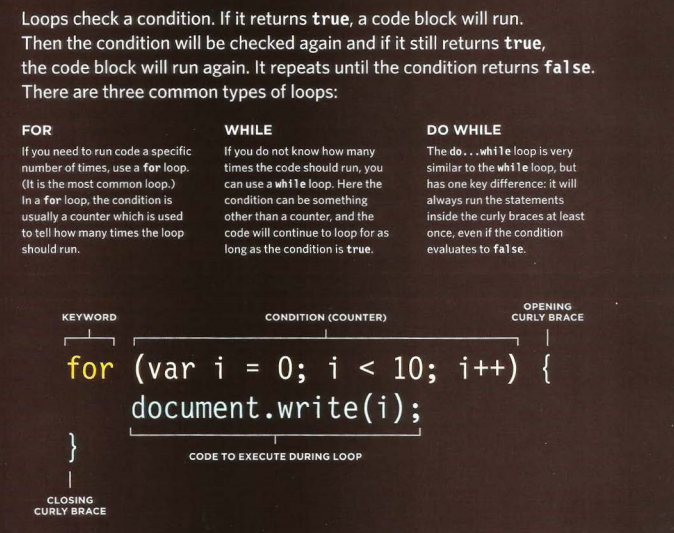 Loops check a condition. If it returns true, a code block will run.
Then the condition will be checked again and if it still returns true,
the code block will run again. It repeats until the condition returns false.
There are three common types of loops:
FOR
If you need to run code a specific
number of times, use a for loop.
(It is the most common loop.)
In a for loop, the condition is
usually a counter which is used
to tell how many times the loop
should run.
WHILE
If you do not know how many
times the code should run, you
can use a while loop. Here the
condition can be something
other than a counter, and the
code will continue to loop for as
long as the condition is true.
DO WHILE
The do...while loop is very
similar to the while loop, but
has one key difference: it will
always run the statements
inside the curly braces at least
once, even if the condition
evaluates to false.
KEYWORD
CONDITION (COUNTER)
OPENING
CURLY BRACE
for (var i = 0; i < 10; i++) {
document.write(i);
}
CODE TO EXECUTE DURING LOOP
CLOSING
CURLY BRACE